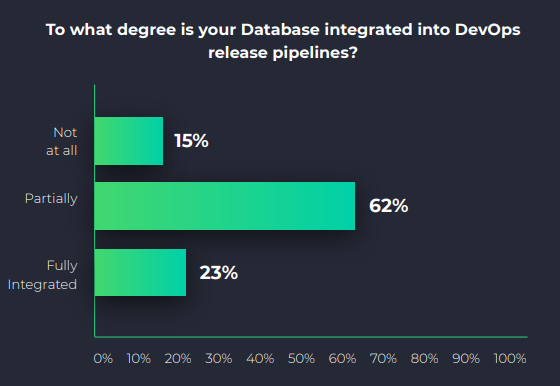 To what degree is your Database integrated into DevOps
release pipelines?
Not
at all
15%
Partially
62%
Fully
Integrated
23%
0% 10% 20% 30% 40% 50% 60% 70% 80% 90% 100%